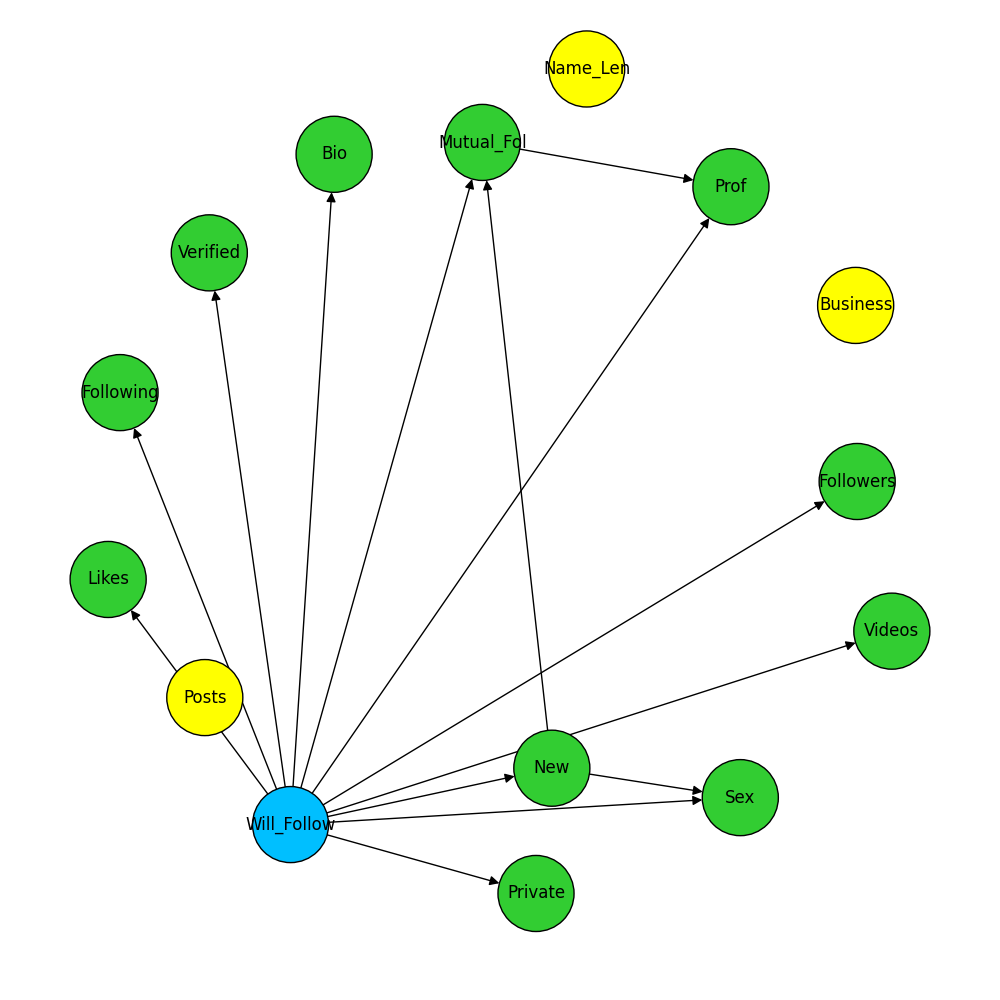 Name_Len
Mutual_Fol
Bio
Prof
Verified
Business
Following
Followers
Likes
Videos
Posts
New
Sex
Will_Follow
Private